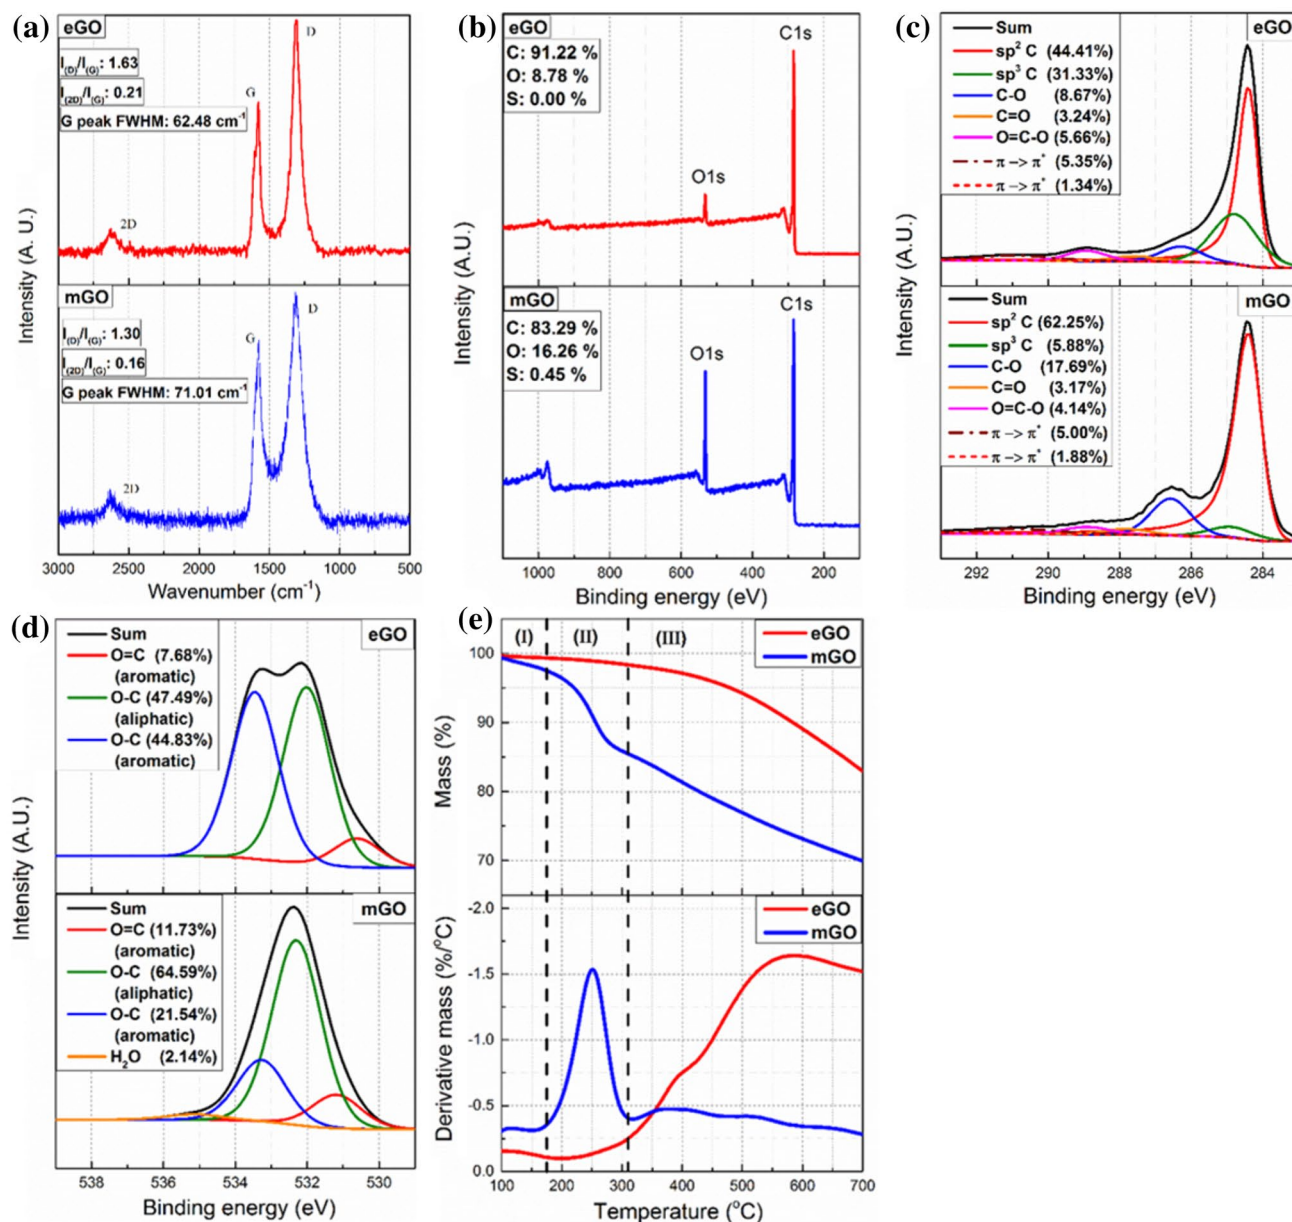 (a)
eGO
I(D)/I(G): 1.63
I(2D)/I(G): 0.21
G peak FWHM: 62.48 cm⁻¹
D
G
2D
mGO
I(D)/I(G): 1.30
I(2D)/I(G): 0.16
G peak FWHM: 71.01 cm⁻¹
D
G
2D
Intensity (A. U.)
3000 2500 2000 1500 1000 500
Wavenumber (cm⁻¹)
(b)
eGO
C: 91.22 %
O: 8.78 %
S: 0.00 %
C1s
O1s
mGO
C: 83.29 %
O: 16.26 %
S: 0.45 %
C1s
O1s
Intensity (A.U.)
1000 800 600 400 200
Binding energy (eV)
(c)
eGO
Sum
sp² C (44.41%)
sp³ C (31.33%)
C-O (8.67%)
C=O (3.24%)
O=C-O (5.66%)
π –> π* (5.35%)
π –> π* (1.34%)
mGO
Sum
sp² C (62.25%)
sp³ C (5.88%)
C-O (17.69%)
C=O (3.17%)
O=C-O (4.14%)
π –> π* (5.00%)
π –> π* (1.88%)
Intensity (A.U.)
292 290 288 286 284
Binding energy (eV)
(d)
eGO
Sum
O=C (7.68%)
(aromatic)
O-C (47.49%)
(aliphatic)
O-C (44.83%)
(aromatic)
mGO
Sum
O=C (11.73%)
(aromatic)
O-C (64.59%)
(aliphatic)
O-C (21.54%)
(aromatic)
H₂O (2.14%)
Intensity (A.U.)
538 536 534 532 530
Binding energy (eV)
(e)
(I) (II) (III)
eGO
mGO
100
90
80
70
Mass (%)
eGO
mGO
-2.0
-1.5
-1.0
-0.5
0.0
Derivative mass (%/°C)
100 200 300 400 500 600 700
Temperature (°C)